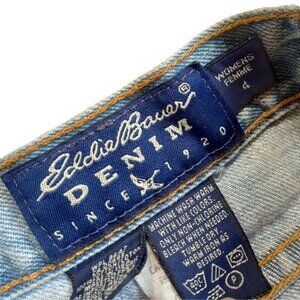 Eddie Bauer®
DENIM
SINCE 1920
WOMENS
FEMME
4
MACHINE WASH WARM
WITH LIKE COLORS
ONLY NON-CHLORINE
BLEACH WHEN NEEDED.
TUMBLE DRY
WARM IRON AS
DESIRED